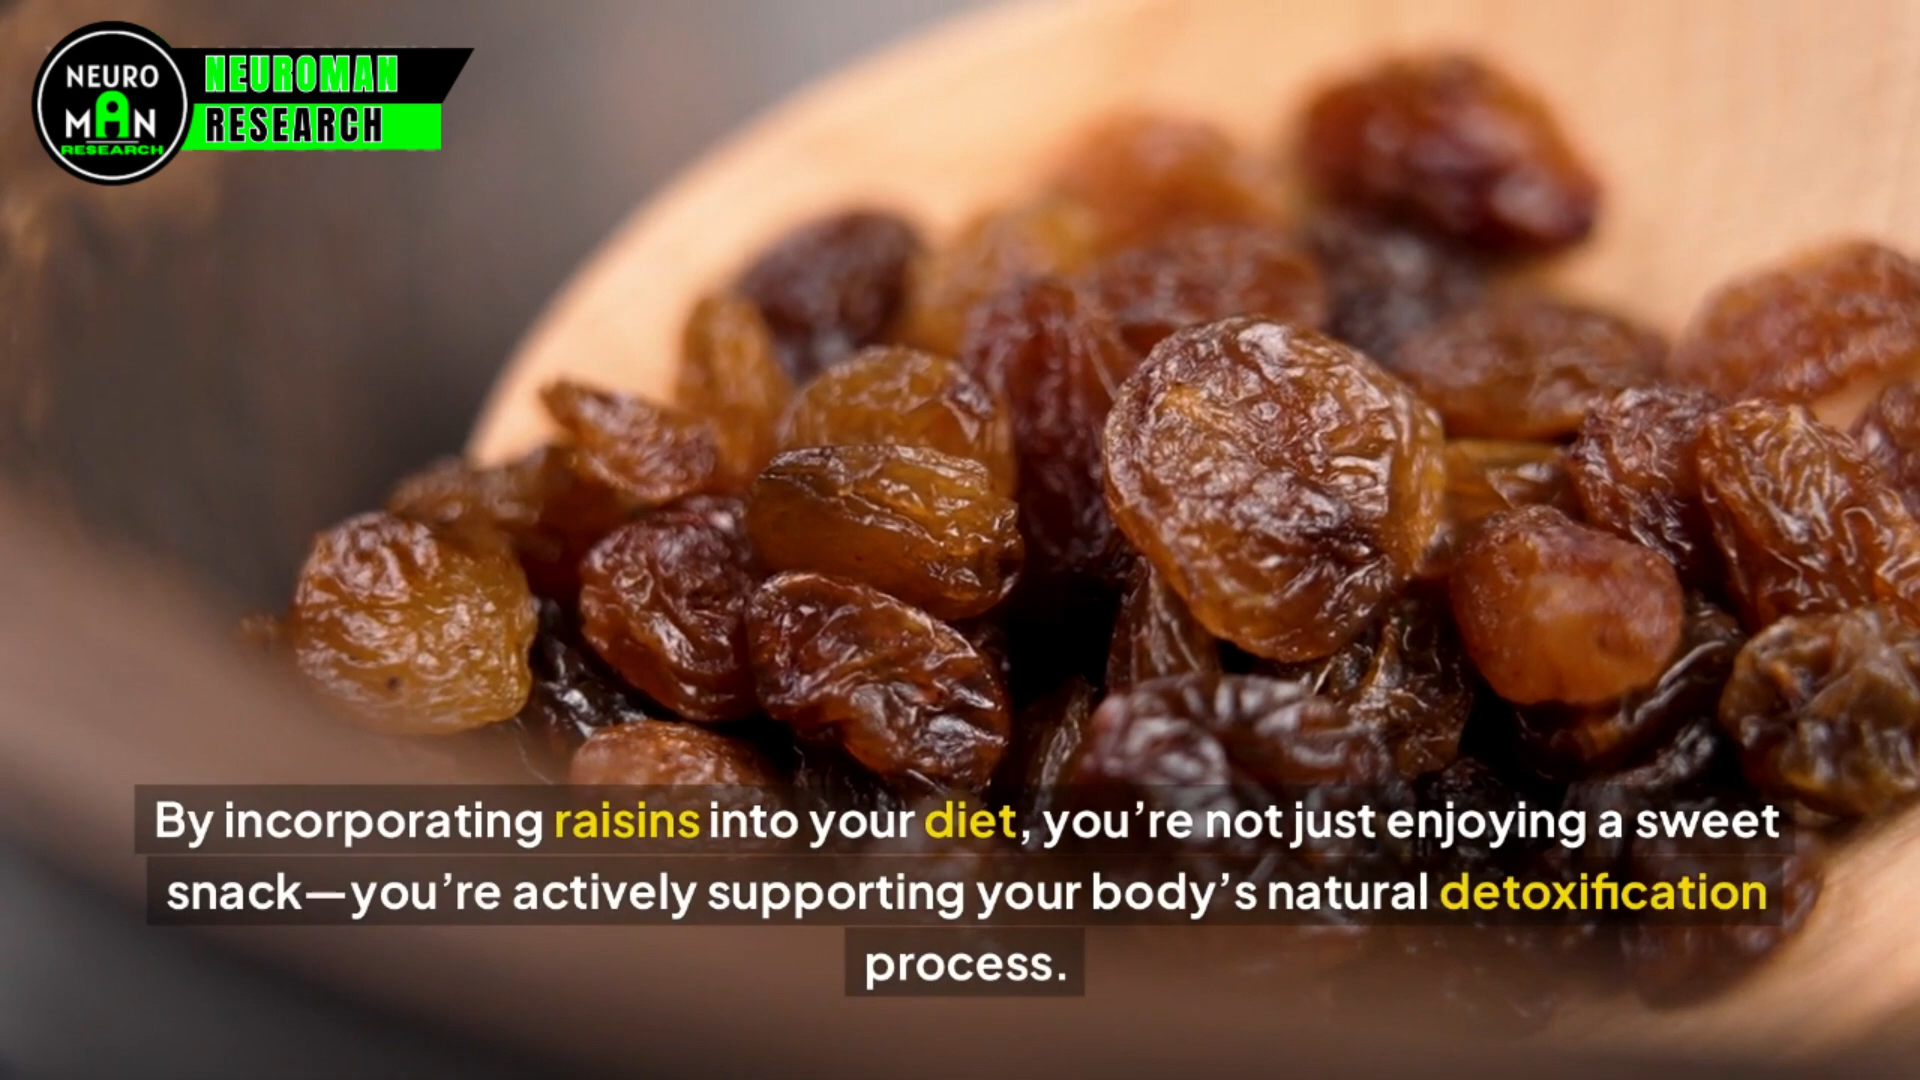 NEURO
MAN
RESEARCH
NEUROMAN
RESEARCH
By incorporating raisins into your diet, you’re not just enjoying a sweet
snack—you’re actively supporting your body’s natural detoxification
process.